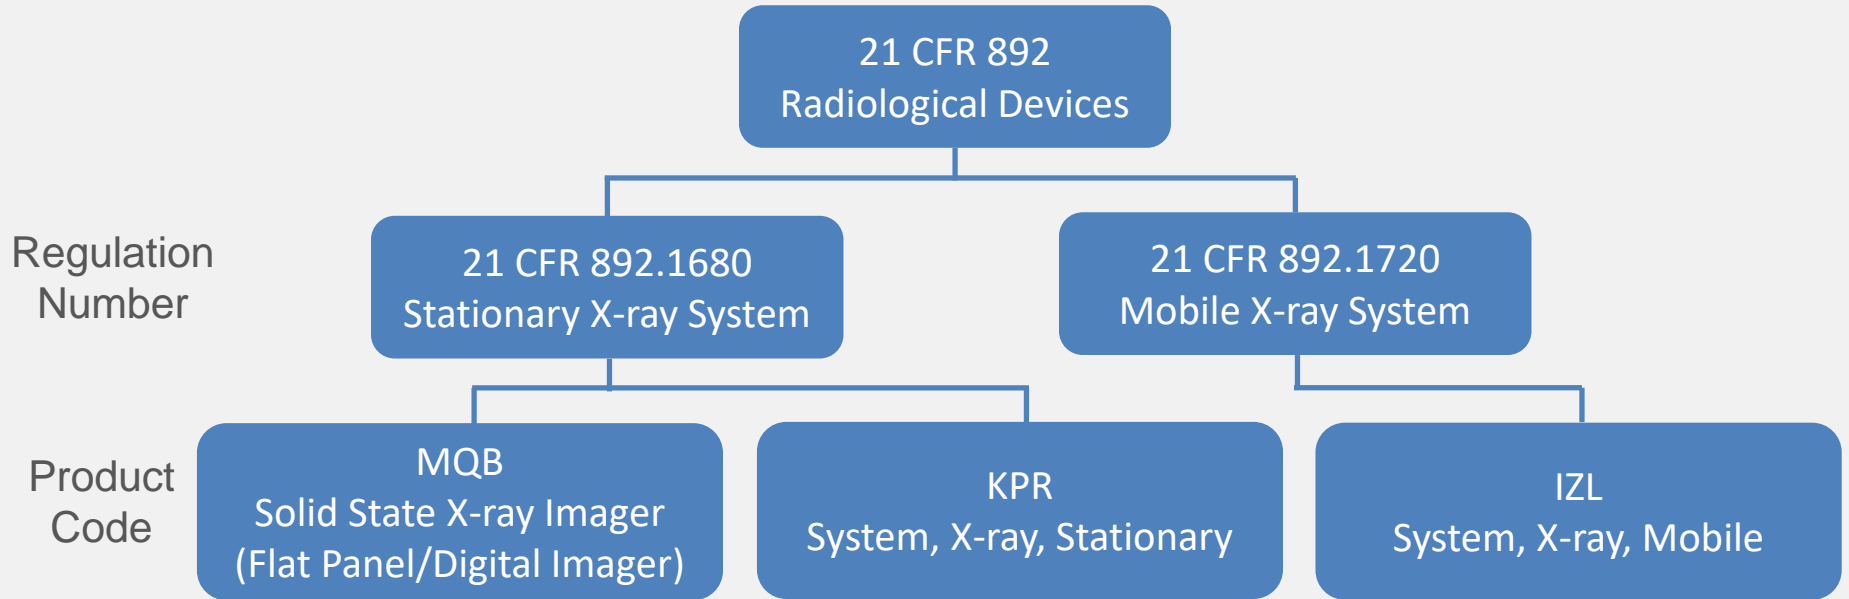 21 CFR 892
Radiological Devices
Regulation
Number
21 CFR 892.1680
Stationary X-ray System
21 CFR 892.1720
Mobile X-ray System
Product
Code
MQB
Solid State X-ray Imager
(Flat Panel/Digital Imager)
KPR
System, X-ray, Stationary
IZL
System, X-ray, Mobile